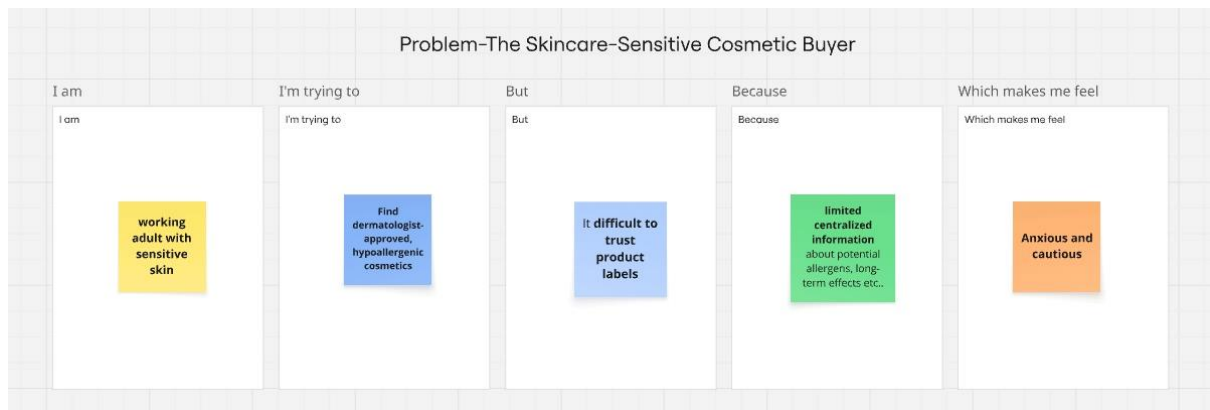 Problem-The Skincare-Sensitive Cosmetic Buyer
I am
I am
working
adult with
sensitive
skin
I'm trying to
I'm trying to
Find
dermatologist-
approved,
hypoallergenic
cosmetics
But
But
It difficult to
trust
product
labels
Because
Because
limited
centralized
information
about potential
allergens, long-
term effects etc..
Which makes me feel
Which makes me feel
Anxious and
cautious